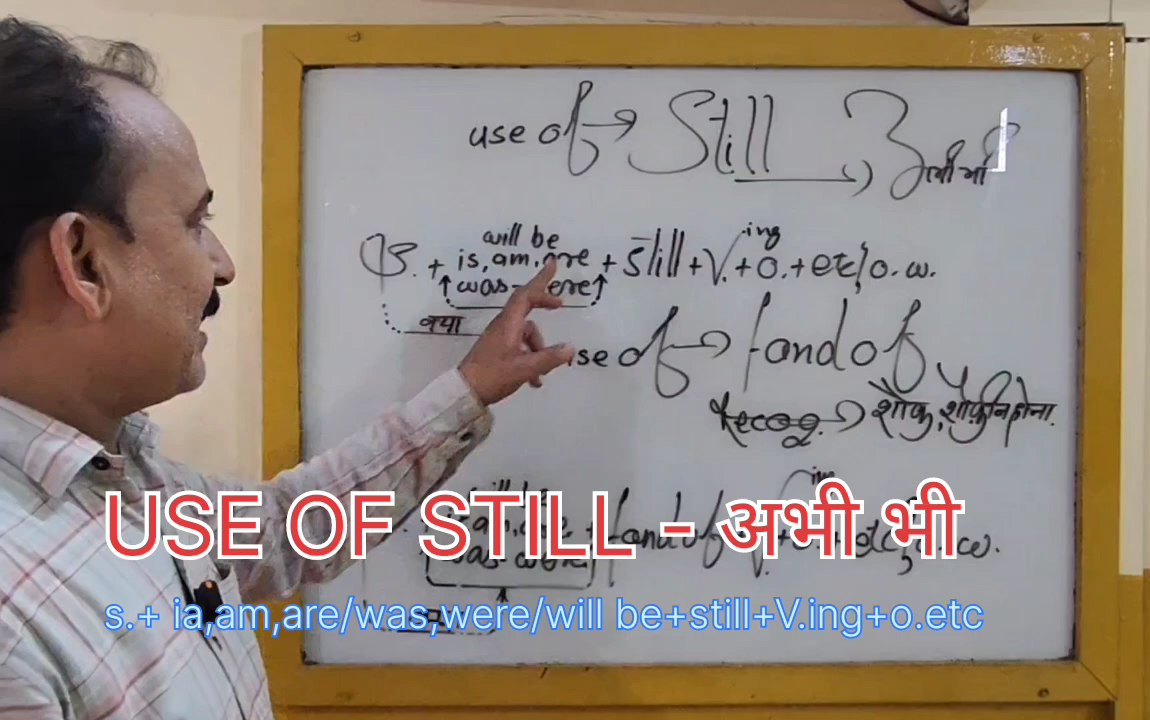 use of → Still → अभी भी
will be
S. + is, am, are + still + V. ing + o. + etc, o. w.
was - were
क्या
use of → fond of
Recog. → शौक, शौकीन होना.
USE OF STILL - अभी भी
s.+ ia,am,are/was,were/will be+still+V.ing+o.etc